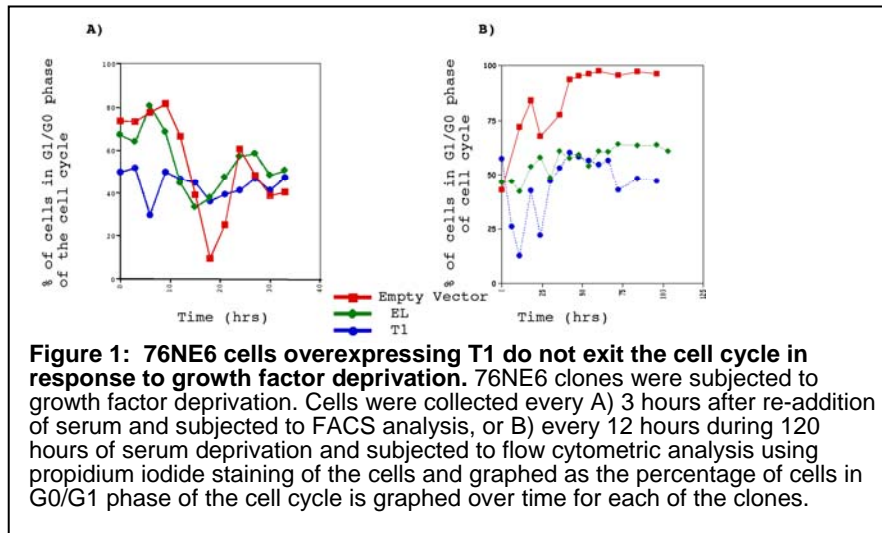 A)
B)
% of cells in G1/G0 phase
of the cell cycle
100
80
60
40
20
0
0
10
20
30
40
Time (hrs)
% of cells in G1/G0 phase
of cell cycle
100
75
50
25
0
0
25
50
75
100
125
Time (hrs)
Empty Vector
EL
T1
Figure 1: 76NE6 cells overexpressing T1 do not exit the cell cycle in
response to growth factor deprivation. 76NE6 clones were subjected to
growth factor deprivation. Cells were collected every A) 3 hours after re-addition
of serum and subjected to FACS analysis, or B) every 12 hours during 120
hours of serum deprivation and subjected to flow cytometric analysis using
propidium iodide staining of the cells and graphed as the percentage of cells in
G0/G1 phase of the cell cycle is graphed over time for each of the clones.